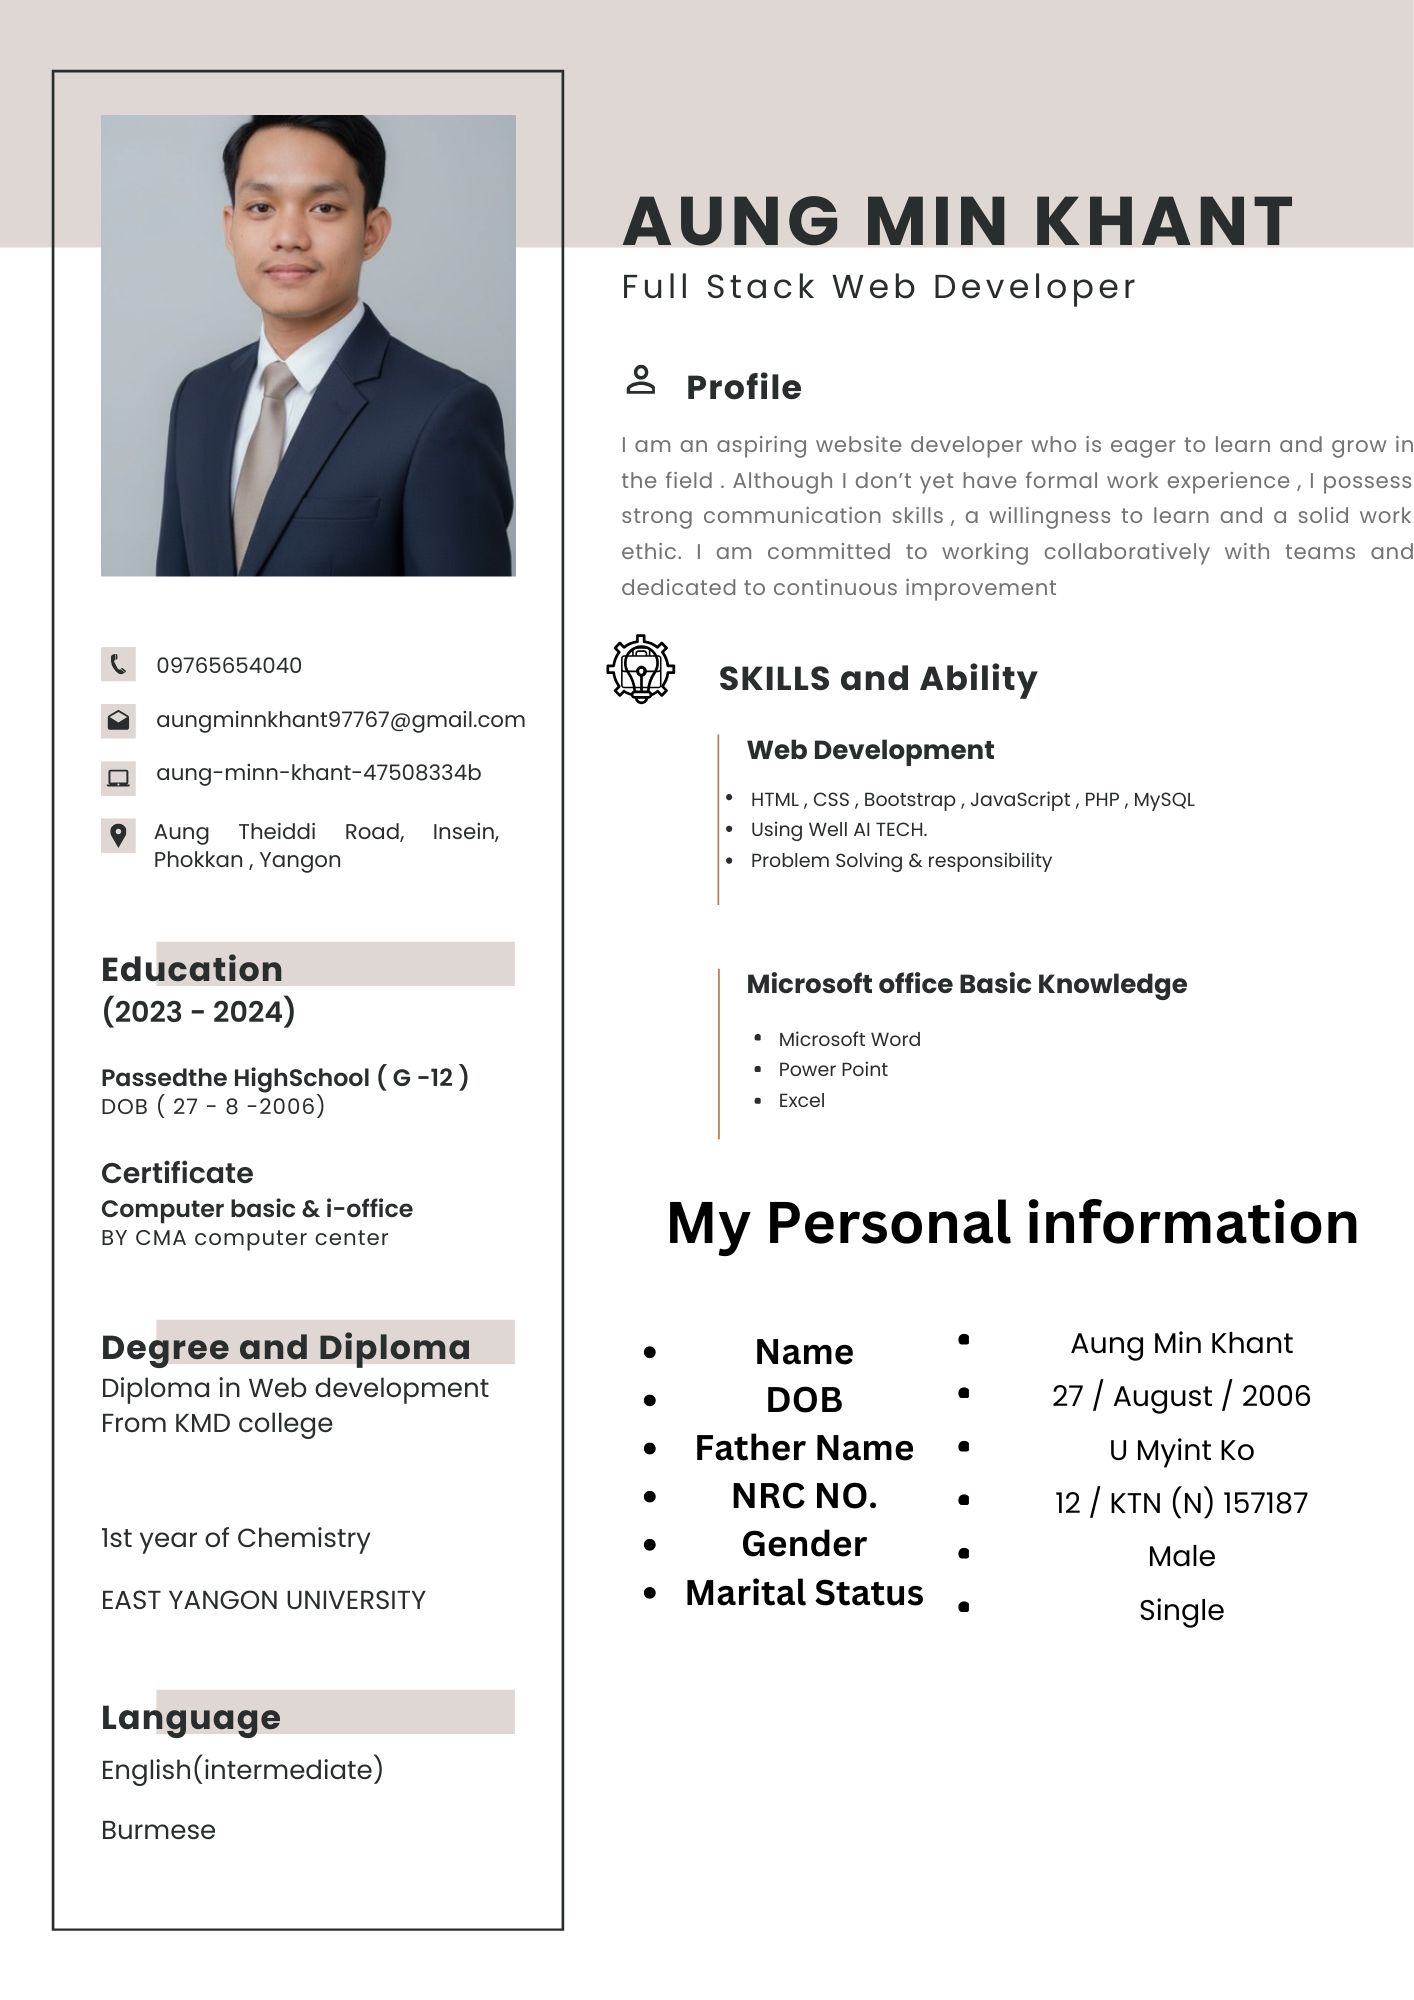 AUNG MIN KHANT
Full Stack Web Developer
Profile
I am an aspiring website developer who is eager to learn and grow in
the field . Although I don’t yet have formal work experience , I possess
strong communication skills , a willingness to learn and a solid work
ethic. I am committed to working collaboratively with teams and
dedicated to continuous improvement
09765654040
aungminnkhant97767@gmail.com
aung-minn-khant-47508334b
Aung Theiddi Road, Insein,
Phokkan , Yangon
Education
(2023 - 2024)
Passedthe HighSchool ( G -12 )
DOB ( 27 - 8 -2006)
Certificate
Computer basic & i-office
BY CMA computer center
Degree and Diploma
Diploma in Web development
From KMD college
1st year of Chemistry
EAST YANGON UNIVERSITY
Language
English(intermediate)
Burmese
SKILLS and Ability
Web Development
• HTML , CSS , Bootstrap , JavaScript , PHP , MySQL
• Using Well AI TECH.
• Problem Solving & responsibility
Microsoft office Basic Knowledge
• Microsoft Word
• Power Point
• Excel
My Personal information
• Name • Aung Min Khant
• DOB • 27 / August / 2006
• Father Name • U Myint Ko
• NRC NO. • 12 / KTN (N) 157187
• Gender • Male
• Marital Status • Single